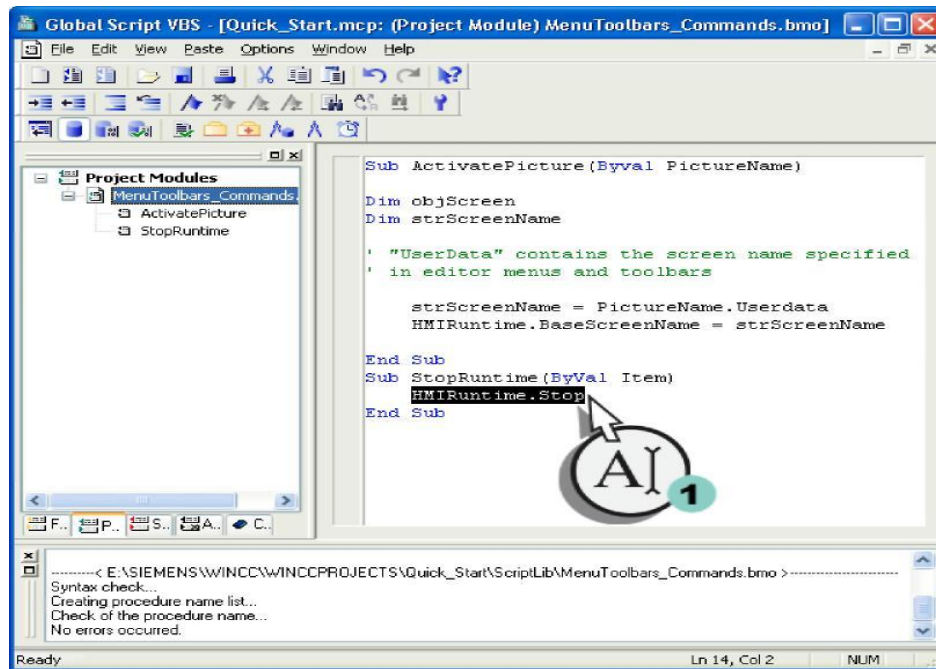 Global Script VBS - [Quick_Start.mcp: (Project Module) MenuToolbars_Commands.bmo]
File Edit View Paste Options Window Help
Project Modules
MenuToolbars_Commands.
ActivatePicture
StopRuntime
F.. P.. S.. A.. C..
Sub ActivatePicture(Byval PictureName)
Dim objScreen
Dim strScreenName
' "UserData" contains the screen name specified
' in editor menus and toolbars
strScreenName = PictureName.Userdata
HMIRuntime.BaseScreenName = strScreenName
End Sub
Sub StopRuntime(ByVal Item)
HMIRuntime.Stop
End Sub
A
1
---------< E:\SIEMENS\WINCC\WINCCPROJECTS\Quick_Start\ScriptLib\MenuToolbars_Commands.bmo >------------------------
Syntax check...
Creating procedure name list...
Check of the procedure name...
No errors occurred.
Ready Ln 14, Col 2 NUM